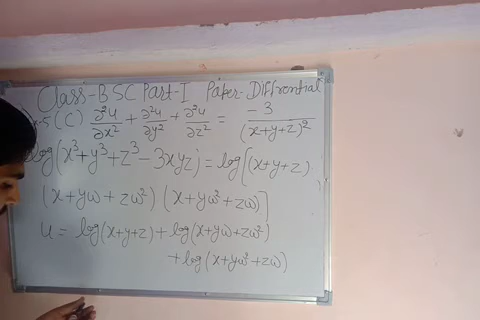 Class-BSC Part-I Paper-Diffrential
5(C) ∂²u/∂x² + ∂²u/∂y² + ∂²u/∂z² = -3/(x+y+z)²
log(x³+y³+z³-3xyz) = log[(x+y+z).
(x+yω+zω²) (x+yω²+zω)]
u = log(x+y+z) + log(x+yω+zω²)
+ log(x+yω²+zω)